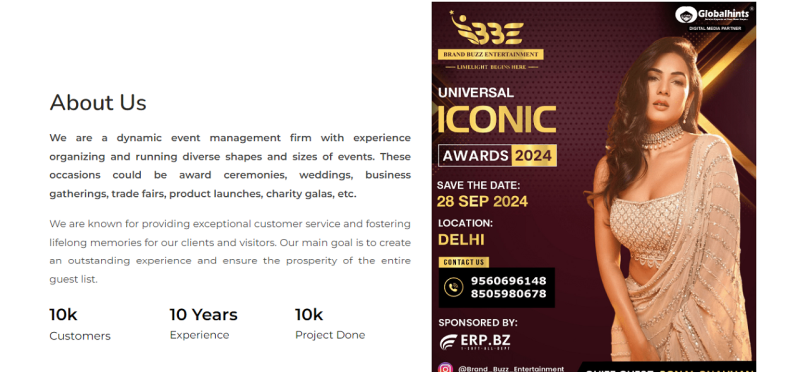 About Us
We are a dynamic event management firm with experience
organizing and running diverse shapes and sizes of events. These
occasions could be award ceremonies, weddings, business
gatherings, trade fairs, product launches, charity galas, etc.
We are known for providing exceptional customer service and fostering
lifelong memories for our clients and visitors. Our main goal is to create
an outstanding experience and ensure the prosperity of the entire
guest list.
10k
Customers
10 Years
Experience
10k
Project Done
BBE
BRAND BUZZ ENTERTAINMENT
LIMELIGHT BEGINS HERE
Globalhints
DIGITAL MEDIA PARTNER
UNIVERSAL
ICONIC
AWARDS 2024
SAVE THE DATE:
28 SEP 2024
LOCATION:
DELHI
CONTACT US
9560696148
8505980678
SPONSORED BY:
ERP.BZ
@Brand_Buzz_Entertainment